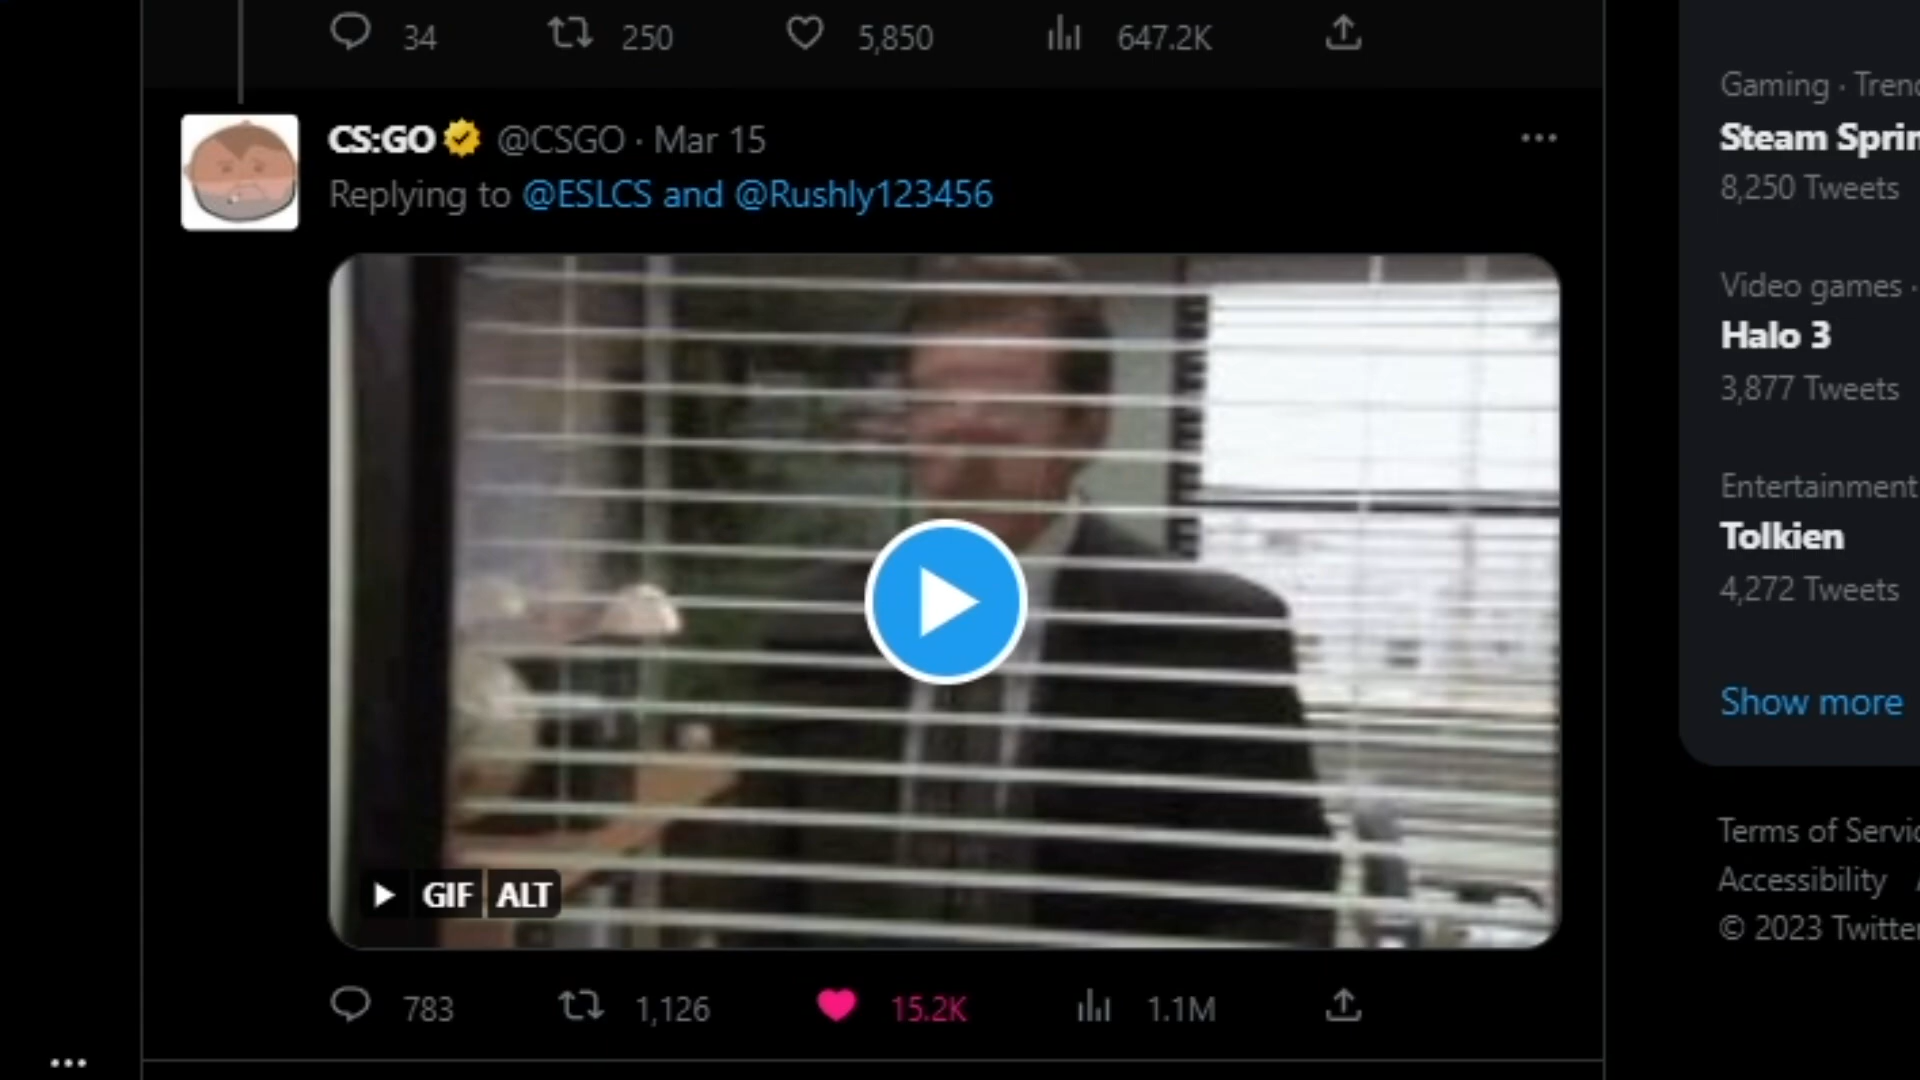 34 250 5,850 647.2K
CS:GO @CSGO · Mar 15
Replying to @ESLCS and @Rushly123456
GIF ALT
783 1,126 15.2K 1.1M
Gaming · Trend
Steam Sprin
8,250 Tweets
Video games ·
Halo 3
3,877 Tweets
Entertainment
Tolkien
4,272 Tweets
Show more
Terms of Servic
Accessibility
© 2023 Twitter